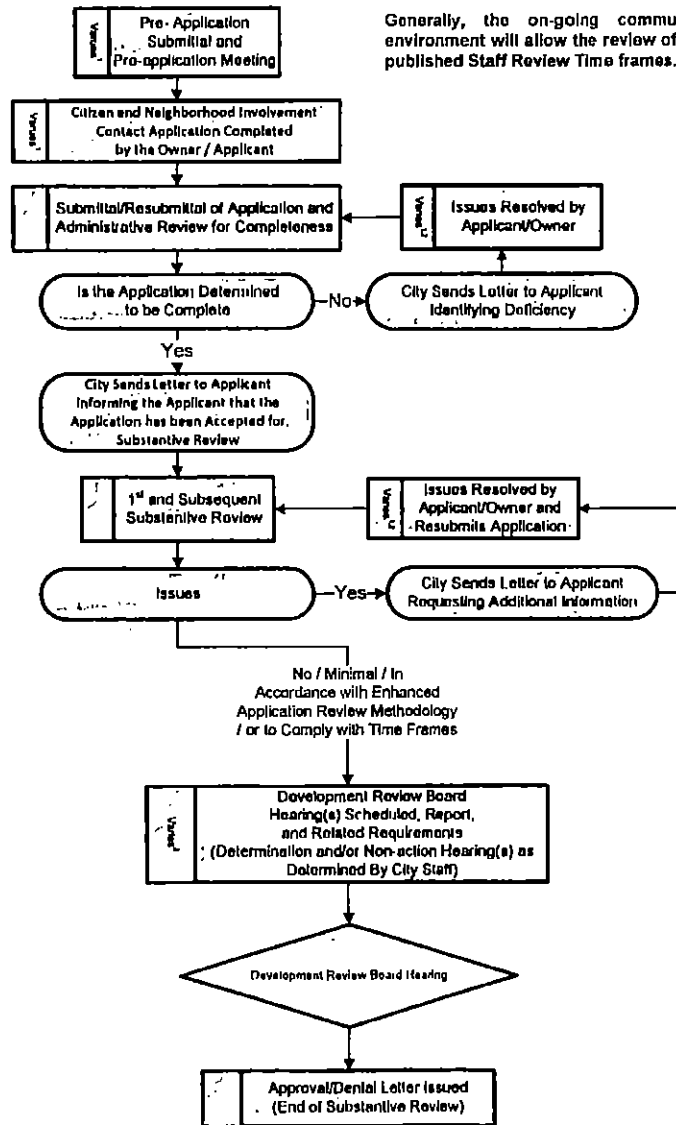 Pre- Application
Submittal and
Pre-application Meeting
Varies¹
Generally, the on-going commu
environment will allow the review of
published Staff Review Time frames.
Citizen and Neighborhood Involvement
Contact Application Completed
by the Owner / Applicant
Varies¹
Submittal/Resubmittal of Application and
Administrative Review for Completeness
Issues Resolved by
Applicant/Owner
Varies
Is the Application Determined
to be Complete
No
City Sends Letter to Applicant
Identifying Deficiency
Yes
City Sends Letter to Applicant
Informing the Applicant that the
Application has been Accepted for
Substantive Review
1st and Subsequent
Substantive Review
Issues Resolved by
Applicant/Owner and
Resubmits Application
Varies
Issues
Yes
City Sends Letter to Applicant
Requesting Additional Information
No / Minimal / In
Accordance with Enhanced
Application Review Methodology
/ or to Comply with Time Frames
Development Review Board
Hearing(s) Scheduled, Report,
and Related Requirements
(Determination and/or Non-action Hearing(s) as
Determined By City Staff)
Varies
Development Review Board Hearing
Approval/Denial Letter Issued
(End of Substantive Review)